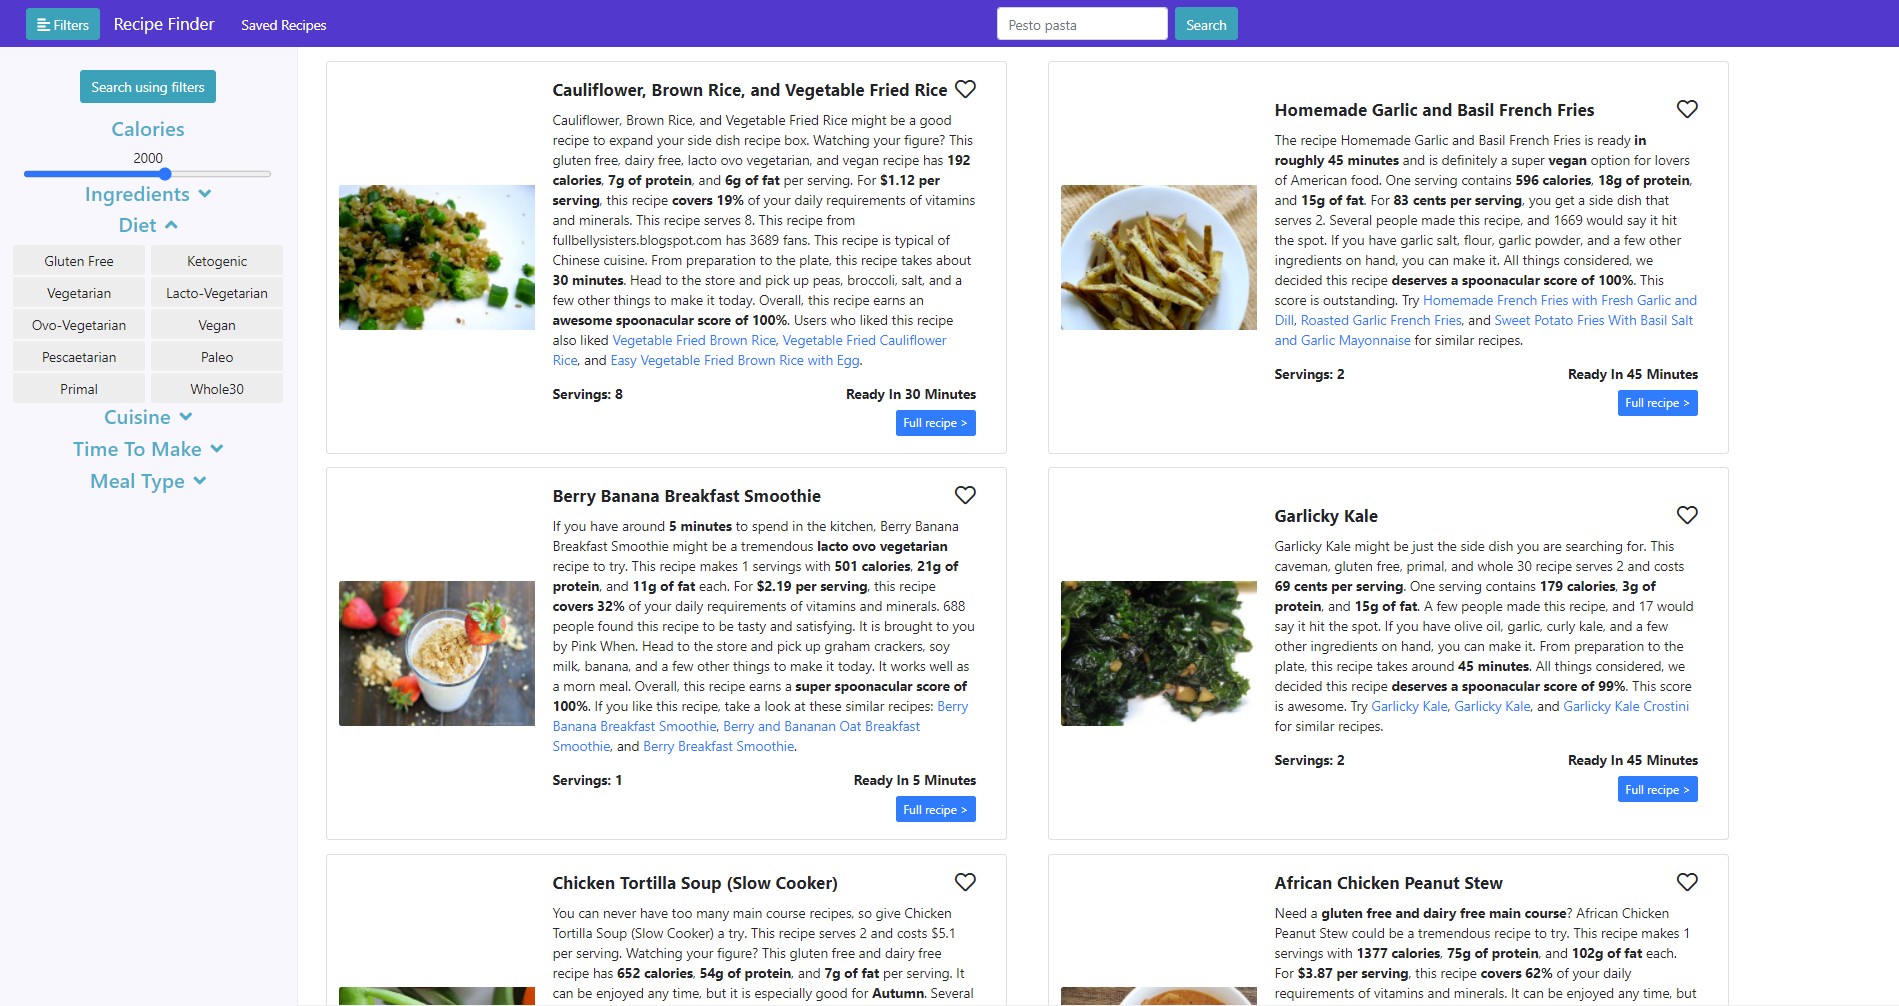 Filters Recipe Finder Saved Recipes Pesto pasta Search
Search using filters
Calories
2000
Ingredients
Diet
Gluten Free Ketogenic
Vegetarian Lacto-Vegetarian
Ovo-Vegetarian Vegan
Pescaetarian Paleo
Primal Whole30
Cuisine
Time To Make
Meal Type
Cauliflower, Brown Rice, and Vegetable Fried Rice
Cauliflower, Brown Rice, and Vegetable Fried Rice might be a good
recipe to expand your side dish recipe box. Watching your figure? This
gluten free, dairy free, lacto ovo vegetarian, and vegan recipe has 192
calories, 7g of protein, and 6g of fat per serving. For $1.12 per
serving, this recipe covers 19% of your daily requirements of vitamins
and minerals. This recipe serves 8. This recipe from
fullbellysisters.blogspot.com has 3689 fans. This recipe is typical of
Chinese cuisine. From preparation to the plate, this recipe takes about
30 minutes. Head to the store and pick up peas, broccoli, salt, and a
few other things to make it today. Overall, this recipe earns an
awesome spoonacular score of 100%. Users who liked this recipe
also liked Vegetable Fried Brown Rice, Vegetable Fried Cauliflower
Rice, and Easy Vegetable Fried Brown Rice with Egg.
Servings: 8 Ready In 30 Minutes
Full recipe >
Homemade Garlic and Basil French Fries
The recipe Homemade Garlic and Basil French Fries is ready in
roughly 45 minutes and is definitely a super vegan option for lovers
of American food. One serving contains 596 calories, 18g of protein,
and 15g of fat. For 83 cents per serving, you get a side dish that
serves 2. Several people made this recipe, and 1669 would say it hit
the spot. If you have garlic salt, flour, garlic powder, and a few other
ingredients on hand, you can make it. All things considered, we
decided this recipe deserves a spoonacular score of 100%. This
score is outstanding. Try Homemade French Fries with Fresh Garlic and
Dill, Roasted Garlic French Fries, and Sweet Potato Fries With Basil Salt
and Garlic Mayonnaise for similar recipes.
Servings: 2 Ready In 45 Minutes
Full recipe >
Berry Banana Breakfast Smoothie
If you have around 5 minutes to spend in the kitchen, Berry Banana
Breakfast Smoothie might be a tremendous lacto ovo vegetarian
recipe to try. This recipe makes 1 servings with 501 calories, 21g of
protein, and 11g of fat each. For $2.19 per serving, this recipe
covers 32% of your daily requirements of vitamins and minerals. 688
people found this recipe to be tasty and satisfying. It is brought to you
by Pink When. Head to the store and pick up graham crackers, soy
milk, banana, and a few other things to make it today. It works well as
a morn meal. Overall, this recipe earns a super spoonacular score of
100%. If you like this recipe, take a look at these similar recipes: Berry
Banana Breakfast Smoothie, Berry and Bananan Oat Breakfast
Smoothie, and Berry Breakfast Smoothie.
Servings: 1 Ready In 5 Minutes
Full recipe >
Garlicky Kale
Garlicky Kale might be just the side dish you are searching for. This
caveman, gluten free, primal, and whole 30 recipe serves 2 and costs
69 cents per serving. One serving contains 179 calories, 3g of
protein, and 15g of fat. A few people made this recipe, and 17 would
say it hit the spot. If you have olive oil, garlic, curly kale, and a few
other ingredients on hand, you can make it. From preparation to the
plate, this recipe takes around 45 minutes. All things considered, we
decided this recipe deserves a spoonacular score of 99%. This score
is awesome. Try Garlicky Kale, Garlicky Kale, and Garlicky Kale Crostini
for similar recipes.
Servings: 2 Ready In 45 Minutes
Full recipe >
Chicken Tortilla Soup (Slow Cooker)
You can never have too many main course recipes, so give Chicken
Tortilla Soup (Slow Cooker) a try. This recipe serves 2 and costs $5.1
per serving. Watching your figure? This gluten free and dairy free
recipe has 652 calories, 54g of protein, and 7g of fat per serving. It
can be enjoyed any time, but it is especially good for Autumn. Several
African Chicken Peanut Stew
Need a gluten free and dairy free main course? African Chicken
Peanut Stew could be a tremendous recipe to try. This recipe makes 1
servings with 1377 calories, 75g of protein, and 102g of fat each.
For $3.87 per serving, this recipe covers 62% of your daily
requirements of vitamins and minerals. It can be enjoyed any time, but